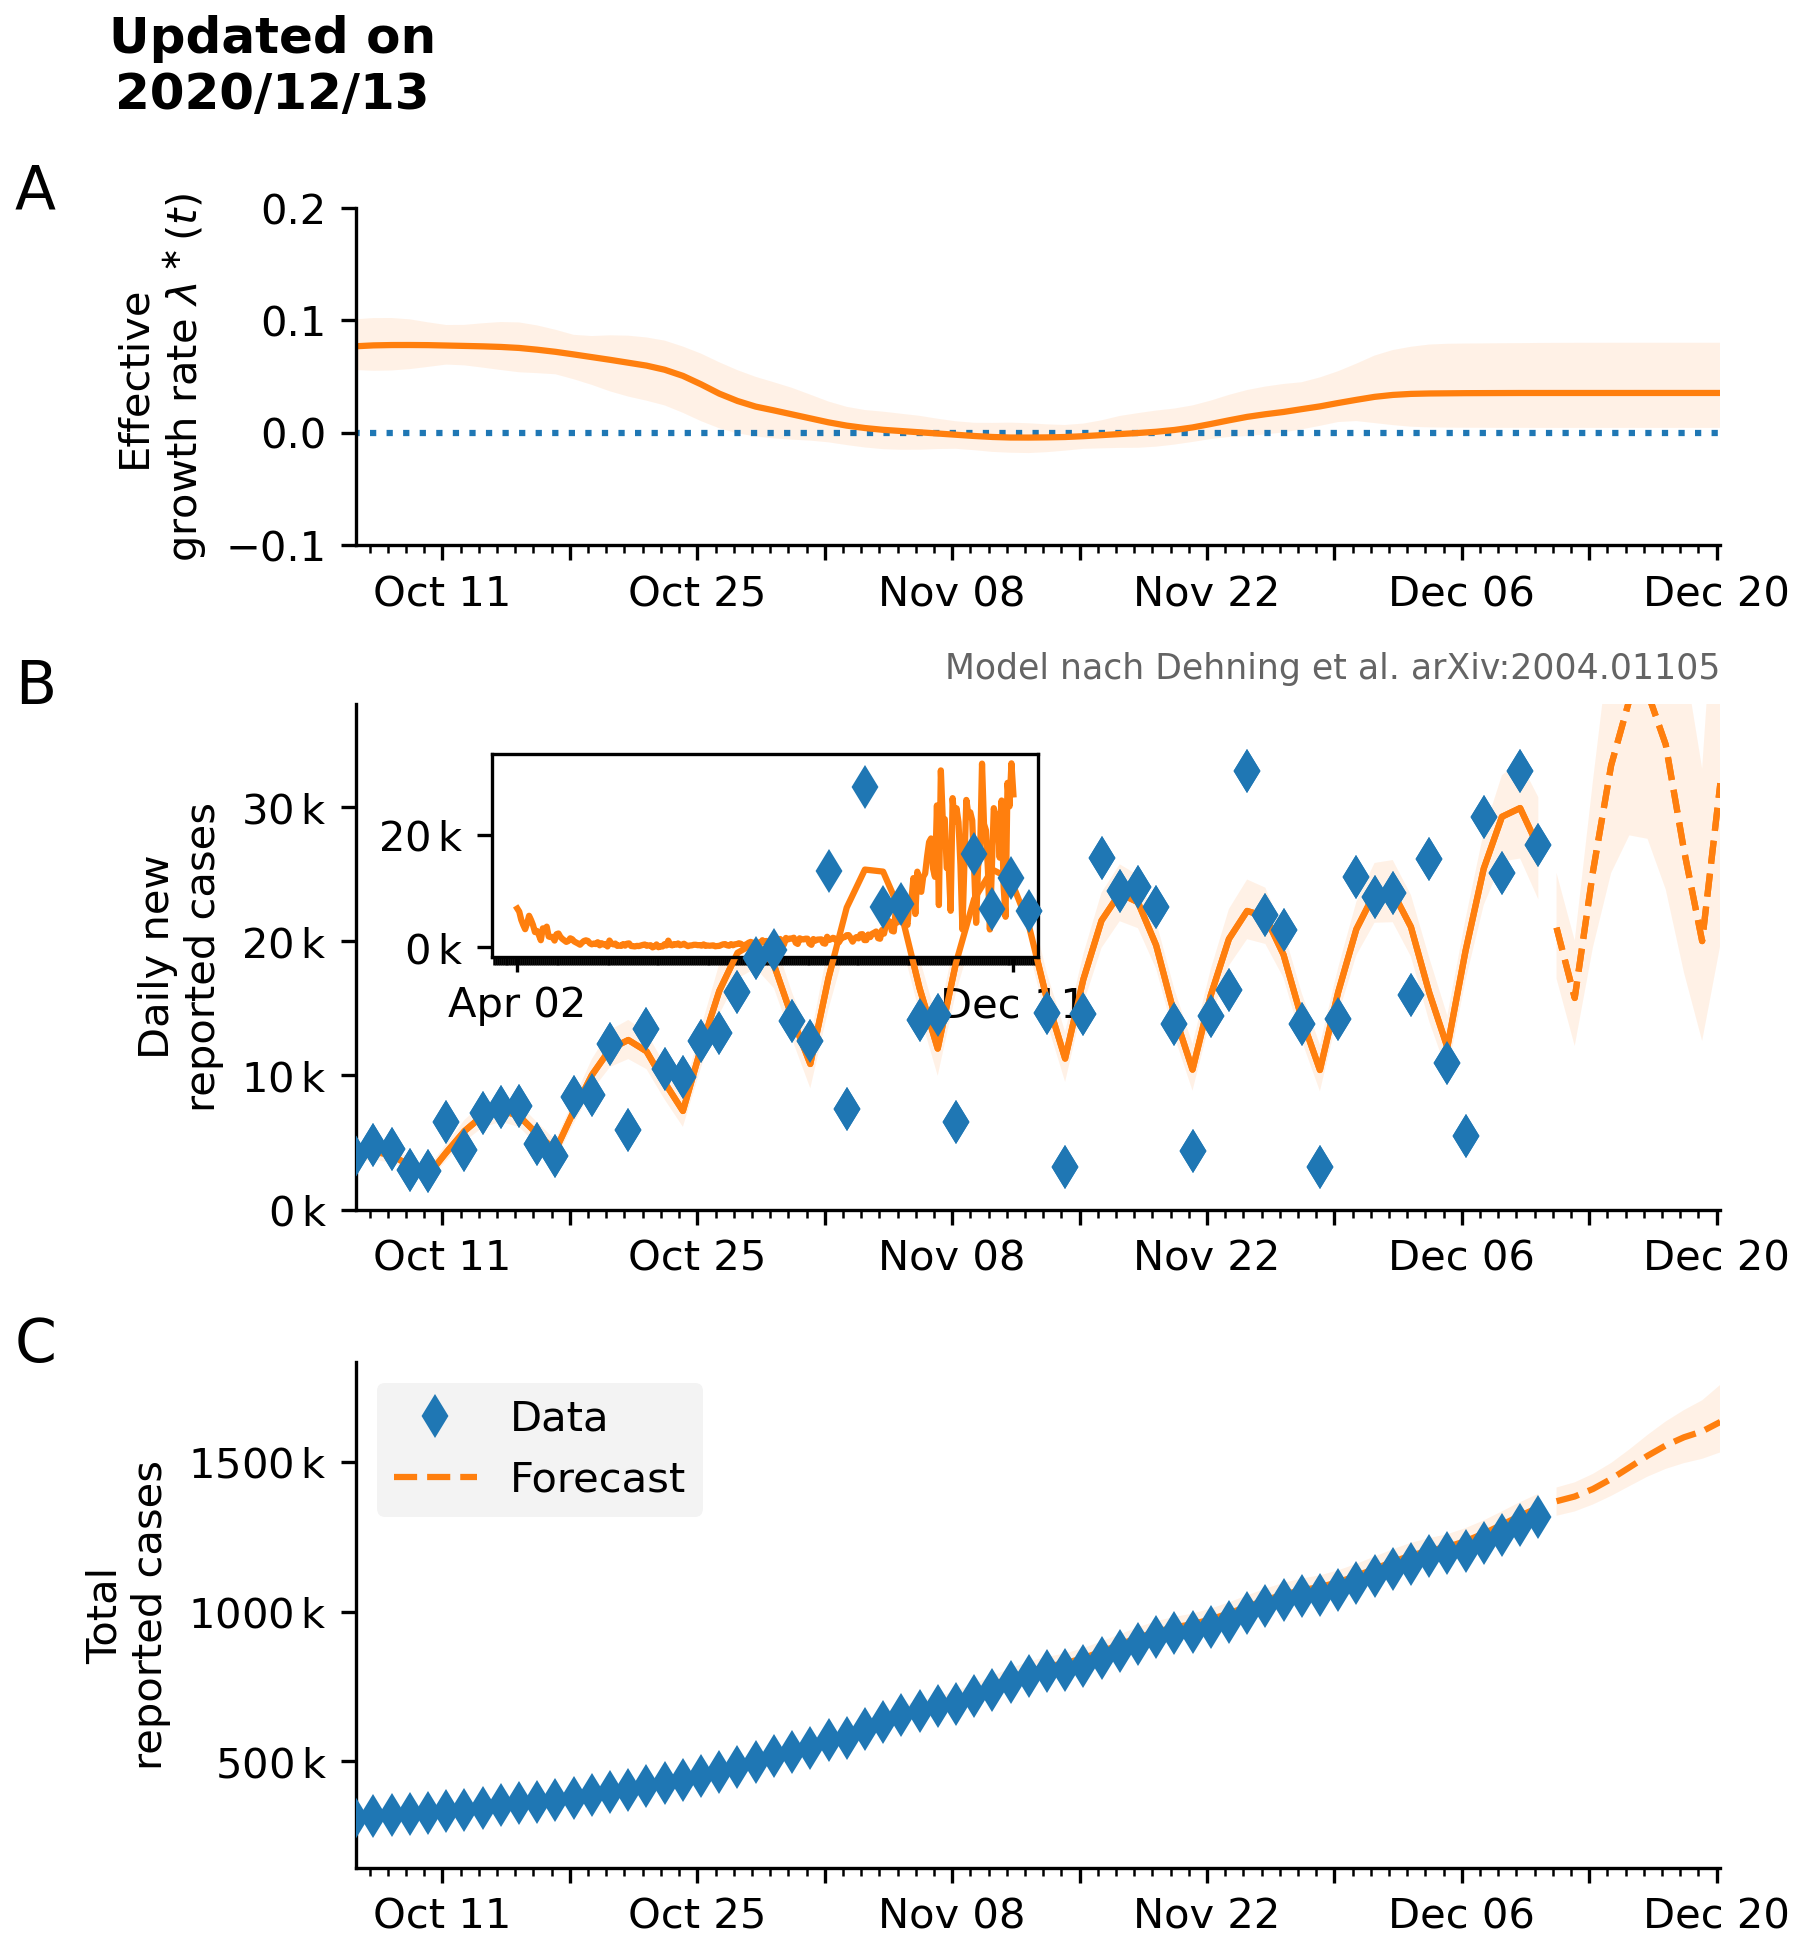 Updated on
2020/12/13
A
Effective
growth rate λ * (t)
0.2
0.1
0.0
−0.1
Oct 11 Oct 25 Nov 08 Nov 22 Dec 06 Dec 20
Model nach Dehning et al. arXiv:2004.01105
B
Daily new
reported cases
30 k
20 k
10 k
0 k
20 k
0 k
Apr 02 Dec 11
Oct 11 Oct 25 Nov 08 Nov 22 Dec 06 Dec 20
C
Total
reported cases
1500 k
1000 k
500 k
Data
Forecast
Oct 11 Oct 25 Nov 08 Nov 22 Dec 06 Dec 20